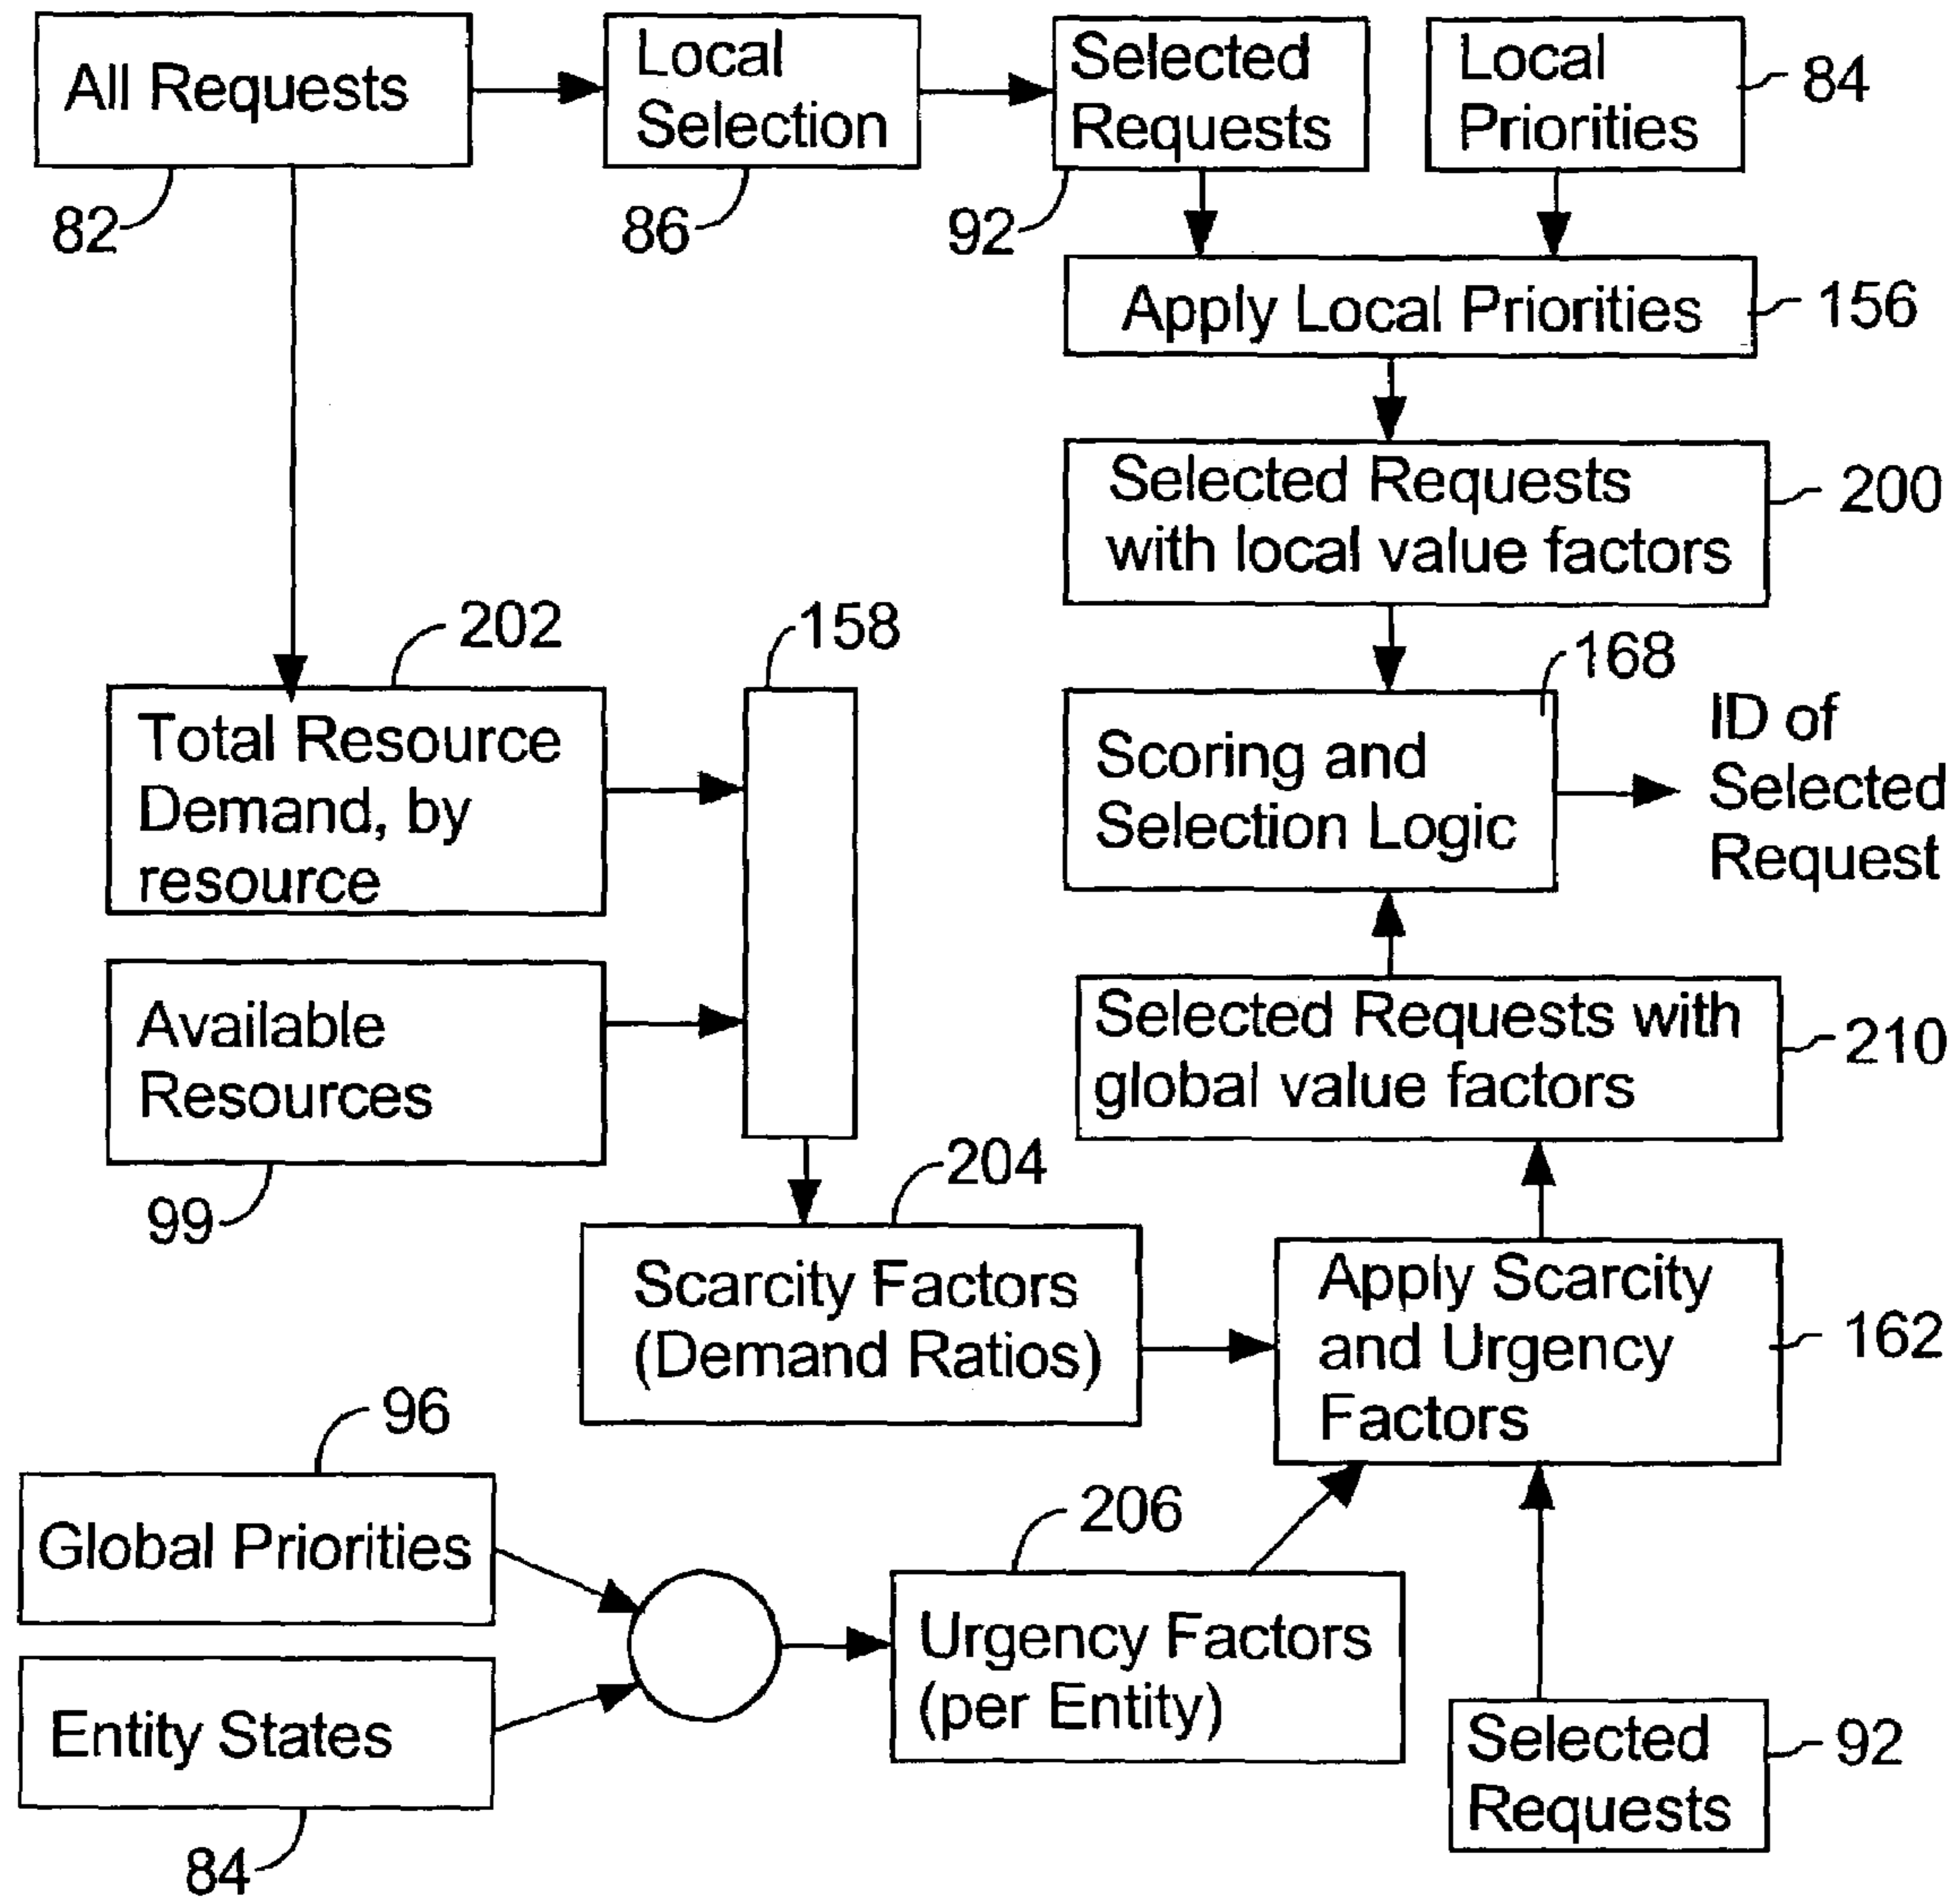 All Requests
82
Local
Selection
86
Selected
Requests
92
Local
Priorities
84
Apply Local Priorities
156
Selected Requests
with local value factors
200
202
Total Resource
Demand, by
resource
158
168
Scoring and
Selection Logic
ID of
Selected
Request
Available
Resources
99
Selected Requests with
global value factors
210
204
Scarcity Factors
(Demand Ratios)
Apply Scarcity
and Urgency
Factors
162
96
Global Priorities
Entity States
84
206
Urgency Factors
(per Entity)
Selected
Requests
92